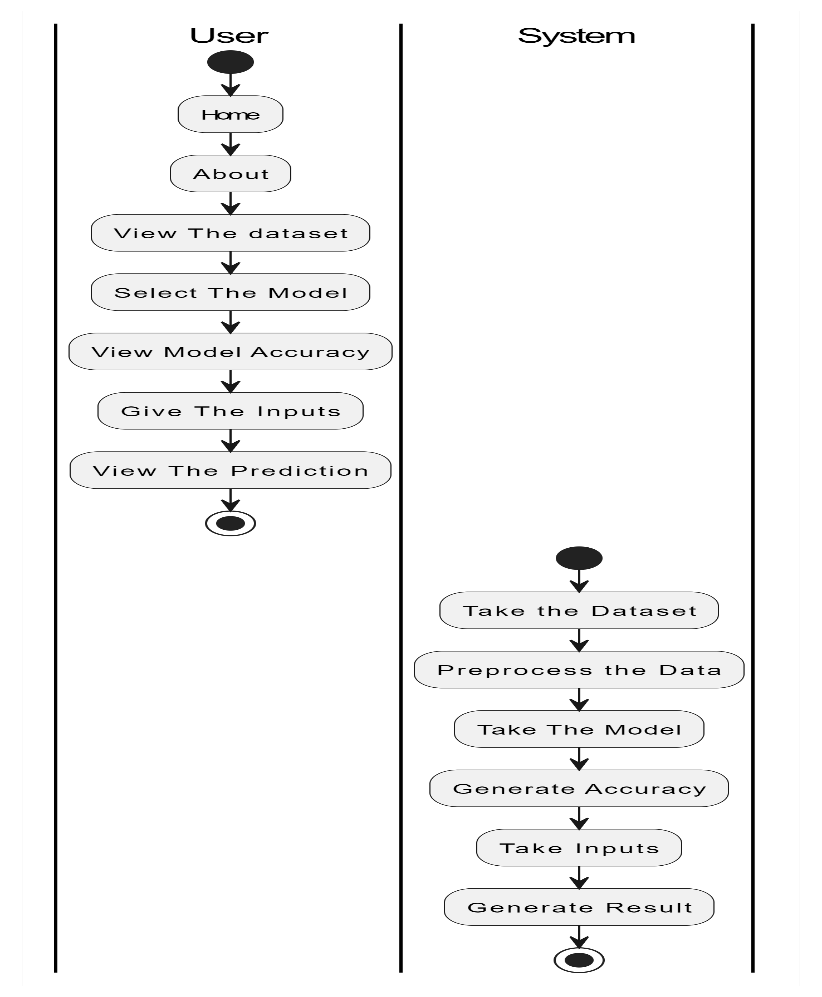 User
System
Home
About
View The dataset
Select The Model
View Model Accuracy
Give The Inputs
View The Prediction
Take the Dataset
Preprocess the Data
Take The Model
Generate Accuracy
Take Inputs
Generate Result